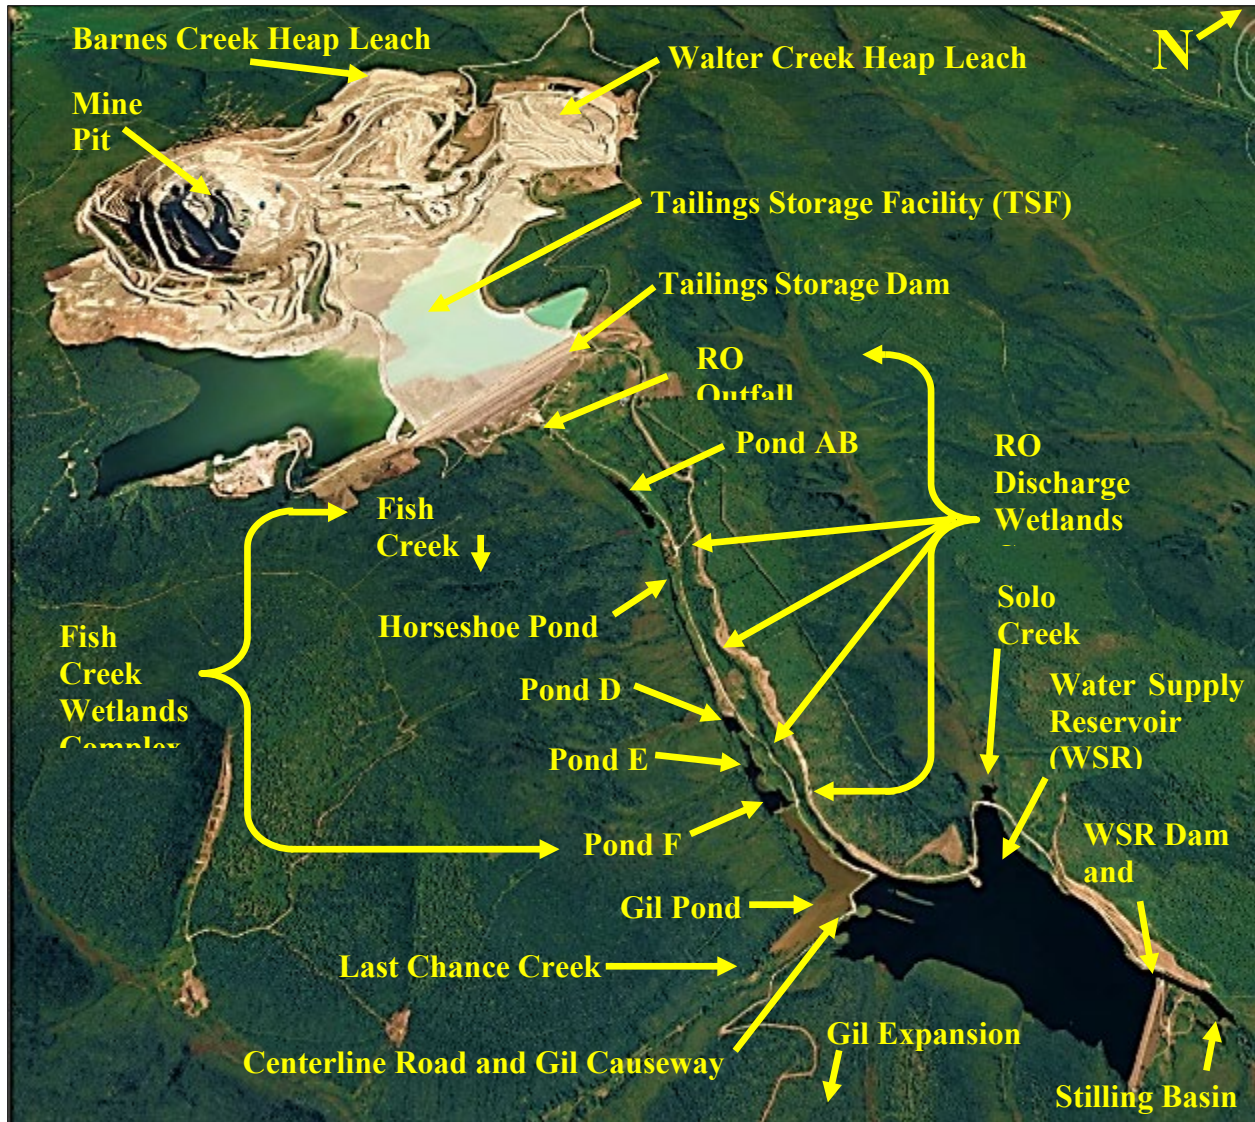 Barnes Creek Heap Leach
N
Walter Creek Heap Leach
Mine
Pit
Tailings Storage Facility (TSF)
Tailings Storage Dam
RO
Outfall
Pond AB
RO
Discharge
Wetlands
Fish
Creek
Horseshoe Pond
Solo
Creek
Fish
Creek
Wetlands
Complex
Pond D
Water Supply
Reservoir
(WSR)
Pond E
Pond F
WSR Dam
and
Gil Pond
Last Chance Creek
Gil Expansion
Centerline Road and Gil Causeway
Stilling Basin